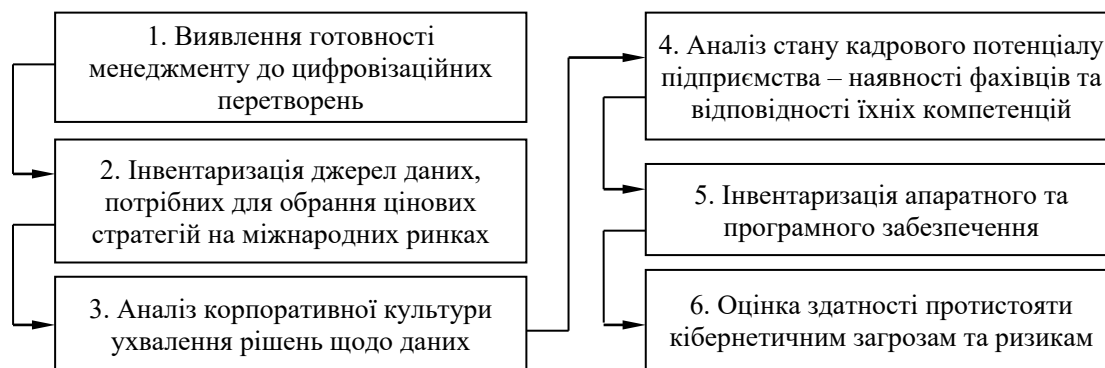 1. Виявлення готовності
менеджменту до цифровізаційних
перетворень
2. Інвентаризація джерел даних,
потрібних для обрання цінових
стратегій на міжнародних ринках
3. Аналіз корпоративної культури
ухвалення рішень щодо даних
4. Аналіз стану кадрового потенціалу
підприємства – наявності фахівців та
відповідності їхніх компетенцій
5. Інвентаризація апаратного та
програмного забезпечення
6. Оцінка здатності протистояти
кібернетичним загрозам та ризикам